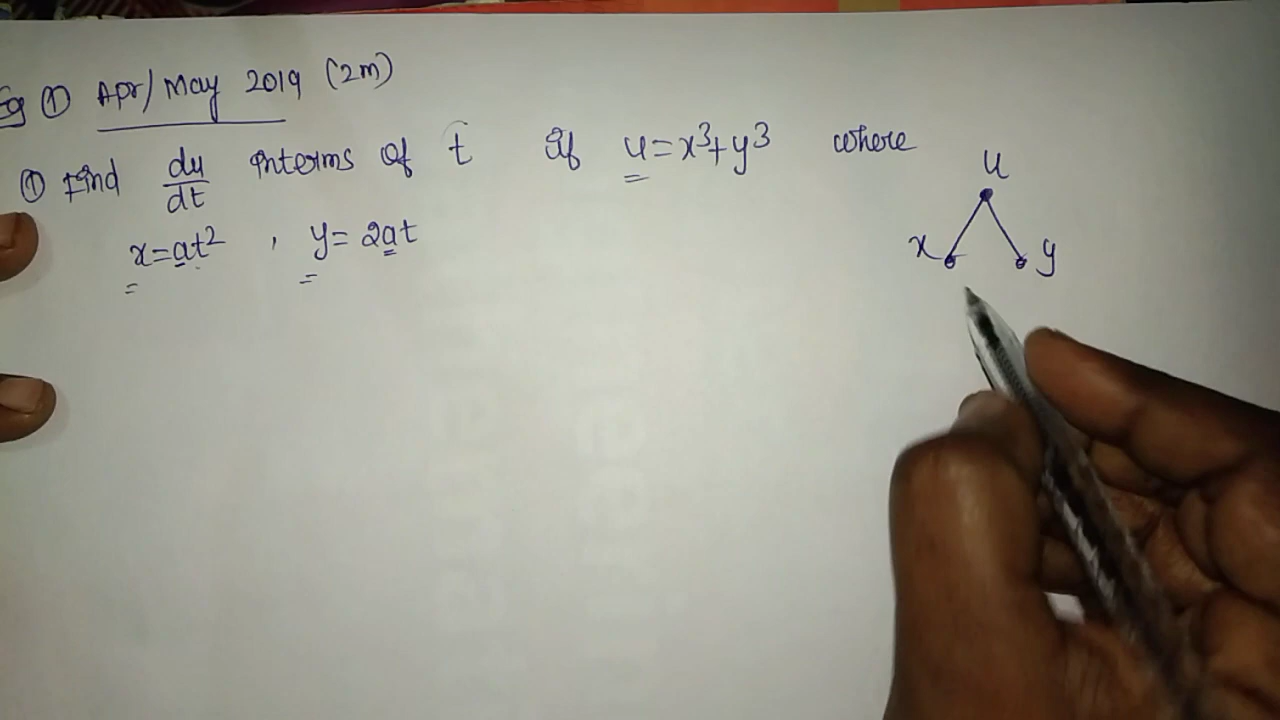 Eg ① Apr/May 2019 (2m)
① Find du/dt interms of t if u=x³+y³ where
x=at² , y= 2at
u
x y